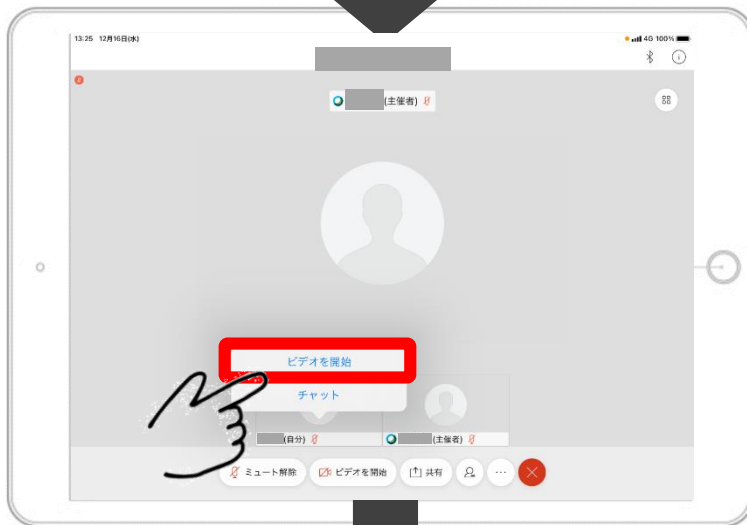 13:25 12月16日(水)
4G 100%
(主催者)
ビデオを開始
チャット
(自分)
(主催者)
ミュート解除
ビデオを開始
共有